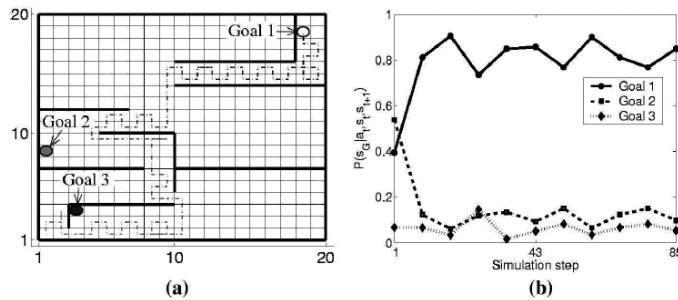 (a)
20
10
1
1
10
20
Goal 1
Goal 2
Goal 3
(a)
(b)
1
0.8
0.6
0.4
0.2
0
1
43
85
P(s_G|a_t, s_t, s_{t+1})
Simulation step
Goal 1
Goal 2
Goal 3
(b)